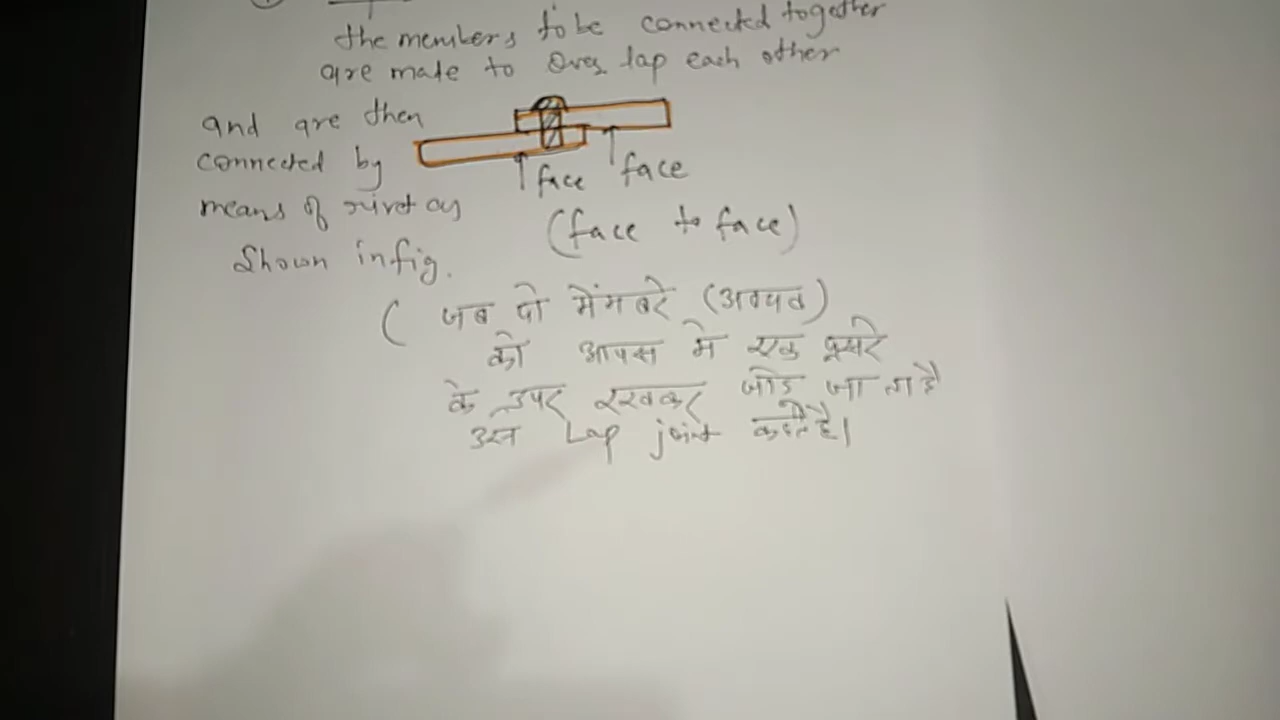 the members to be connected together
are made to over lap each other
and are then
connected by
face face
means of rivet as
(face to face)
Shown in fig.
( जब दो मेंमबरे (अवयव)
को आपस मे एक दूसरे
के उपर रखकर जोड जाता है
उसे Lap joint कहते है।